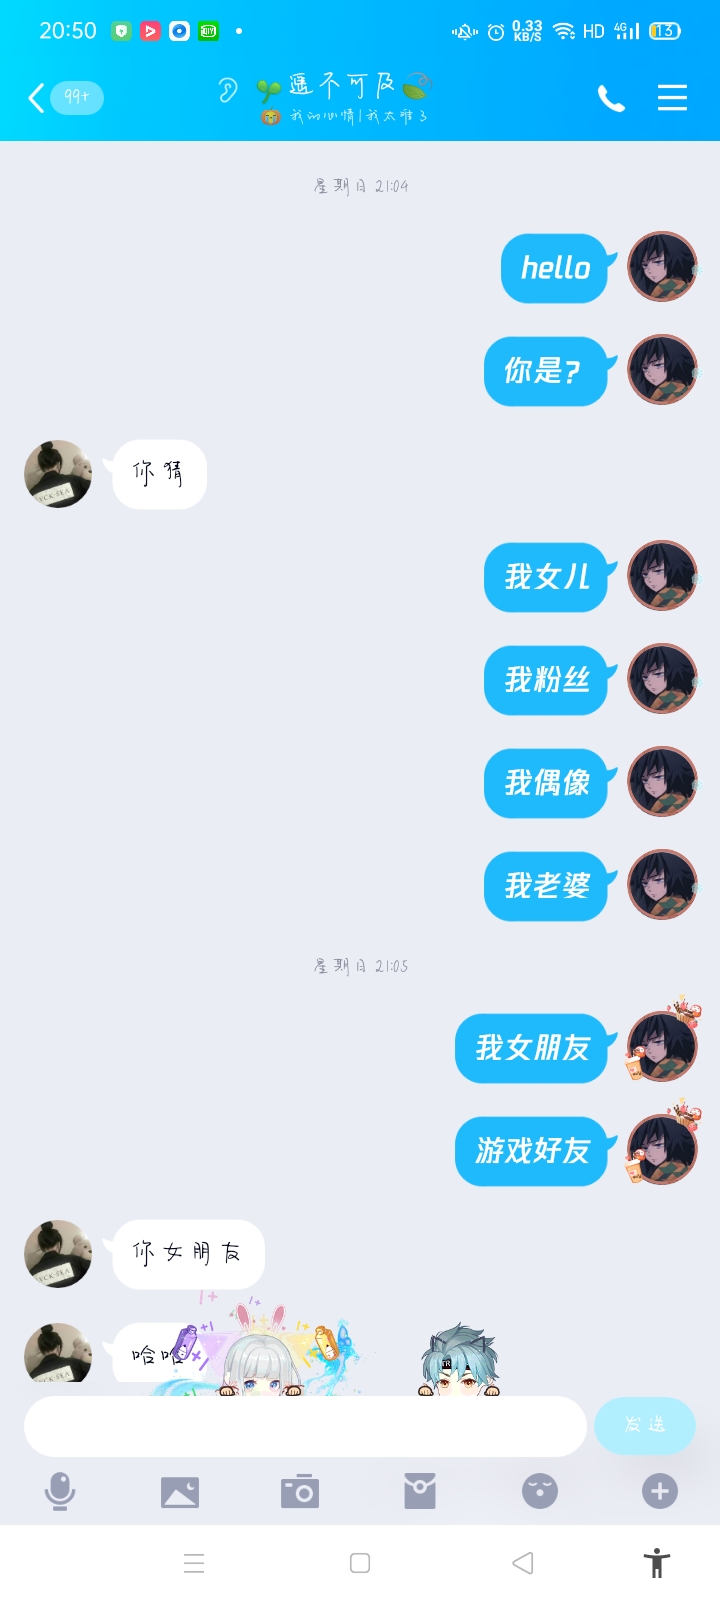 20:50
DIY
0.33
KB/S
HD
4G
13
99+
遥不可及
我的心情|我太难了
星期日 21:04
hello
你是?
你猜
我女儿
我粉丝
我偶像
我老婆
星期日 21:05
我女朋友
游戏好友
你女朋友
哈哈
发送